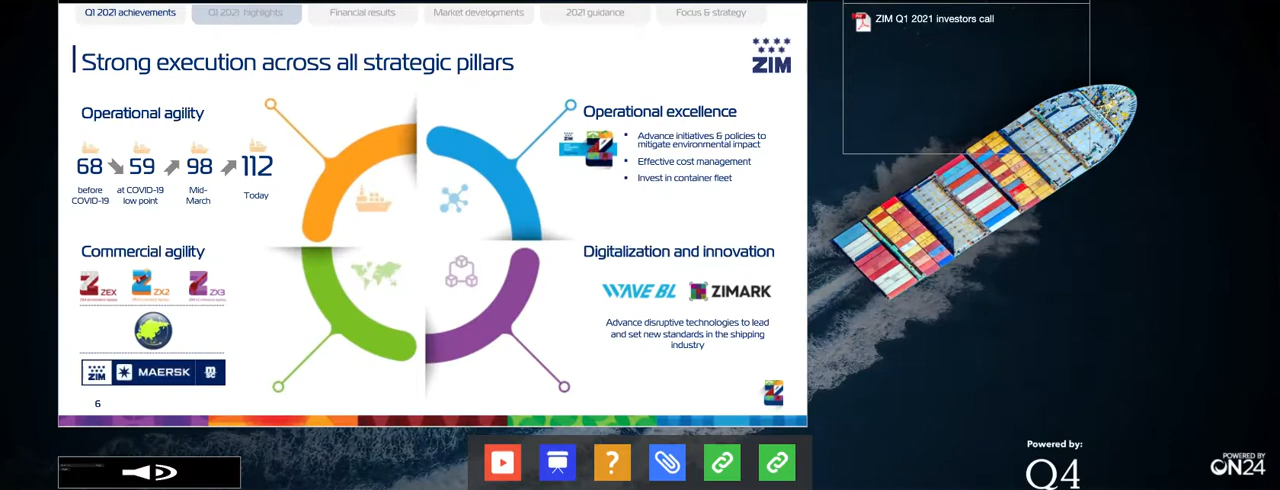 Q1 2021 achievements
Q1 2021 highlights
Financial results
Market developments
2021 guidance
Focus & strategy
ZIM Q1 2021 investors call
Strong execution across all strategic pillars
ZIM
Operational agility
68
59
98
112
before
COVID-19
at COVID-19
low point
Mid-
March
Today
Operational excellence
• Advance initiatives & policies to
mitigate environmental impact
• Effective cost management
• Invest in container fleet
Commercial agility
ZEX
ZX2
ZX3
ZIM
MAERSK
Digitalization and innovation
WAVE BL
ZIMARK
Advance disruptive technologies to lead
and set new standards in the shipping
industry
6
?
Powered by:
Q4
POWERED BY
ON24